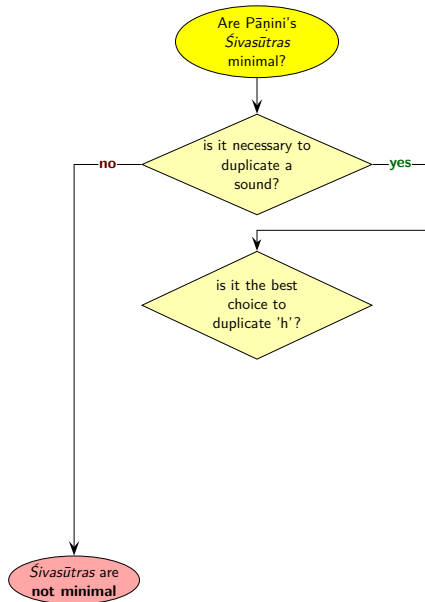 Are Pāṇini's
Śivasūtras
minimal?
is it necessary to
duplicate a
sound?
no
yes
is it the best
choice to
duplicate 'h'?
Śivasūtras are
not minimal